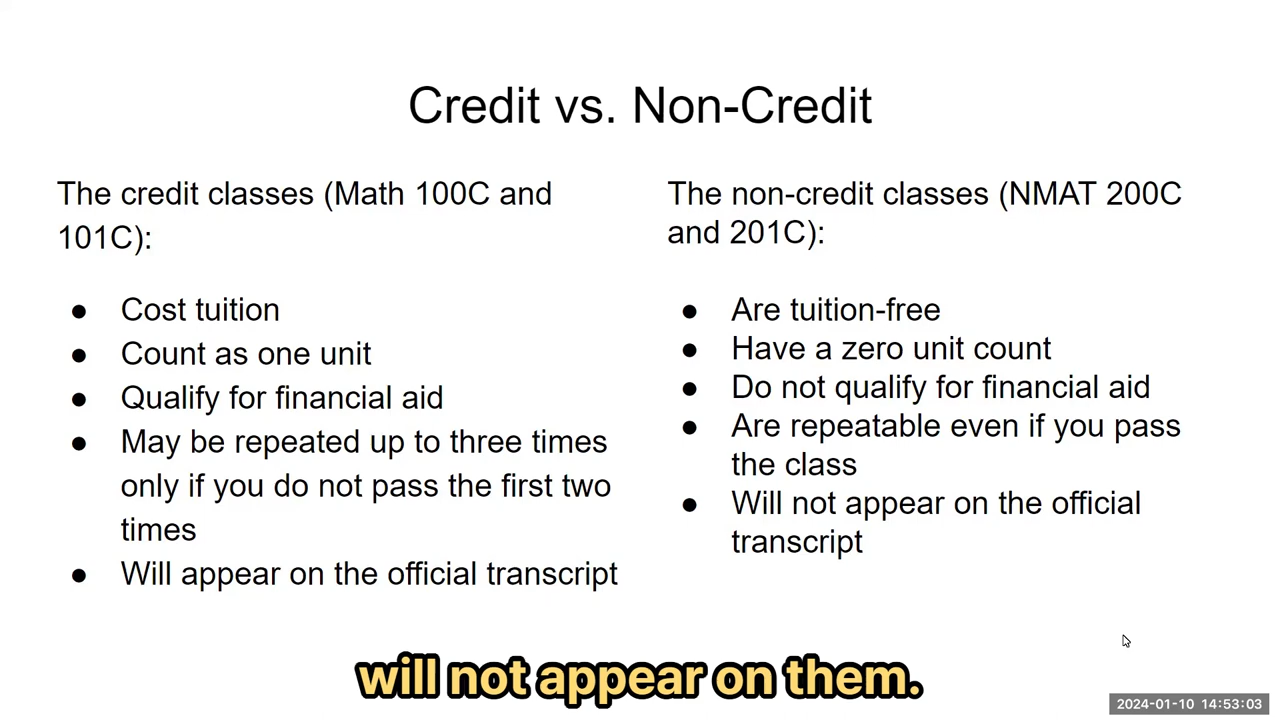 Credit vs. Non-Credit
The credit classes (Math 100C and
101C):
● Cost tuition
● Count as one unit
● Qualify for financial aid
● May be repeated up to three times
only if you do not pass the first two
times
● Will appear on the official transcript
The non-credit classes (NMAT 200C
and 201C):
● Are tuition-free
● Have a zero unit count
● Do not qualify for financial aid
● Are repeatable even if you pass
the class
● Will not appear on the official
transcript
will not appear on them.
2024-01-10 14:53:03